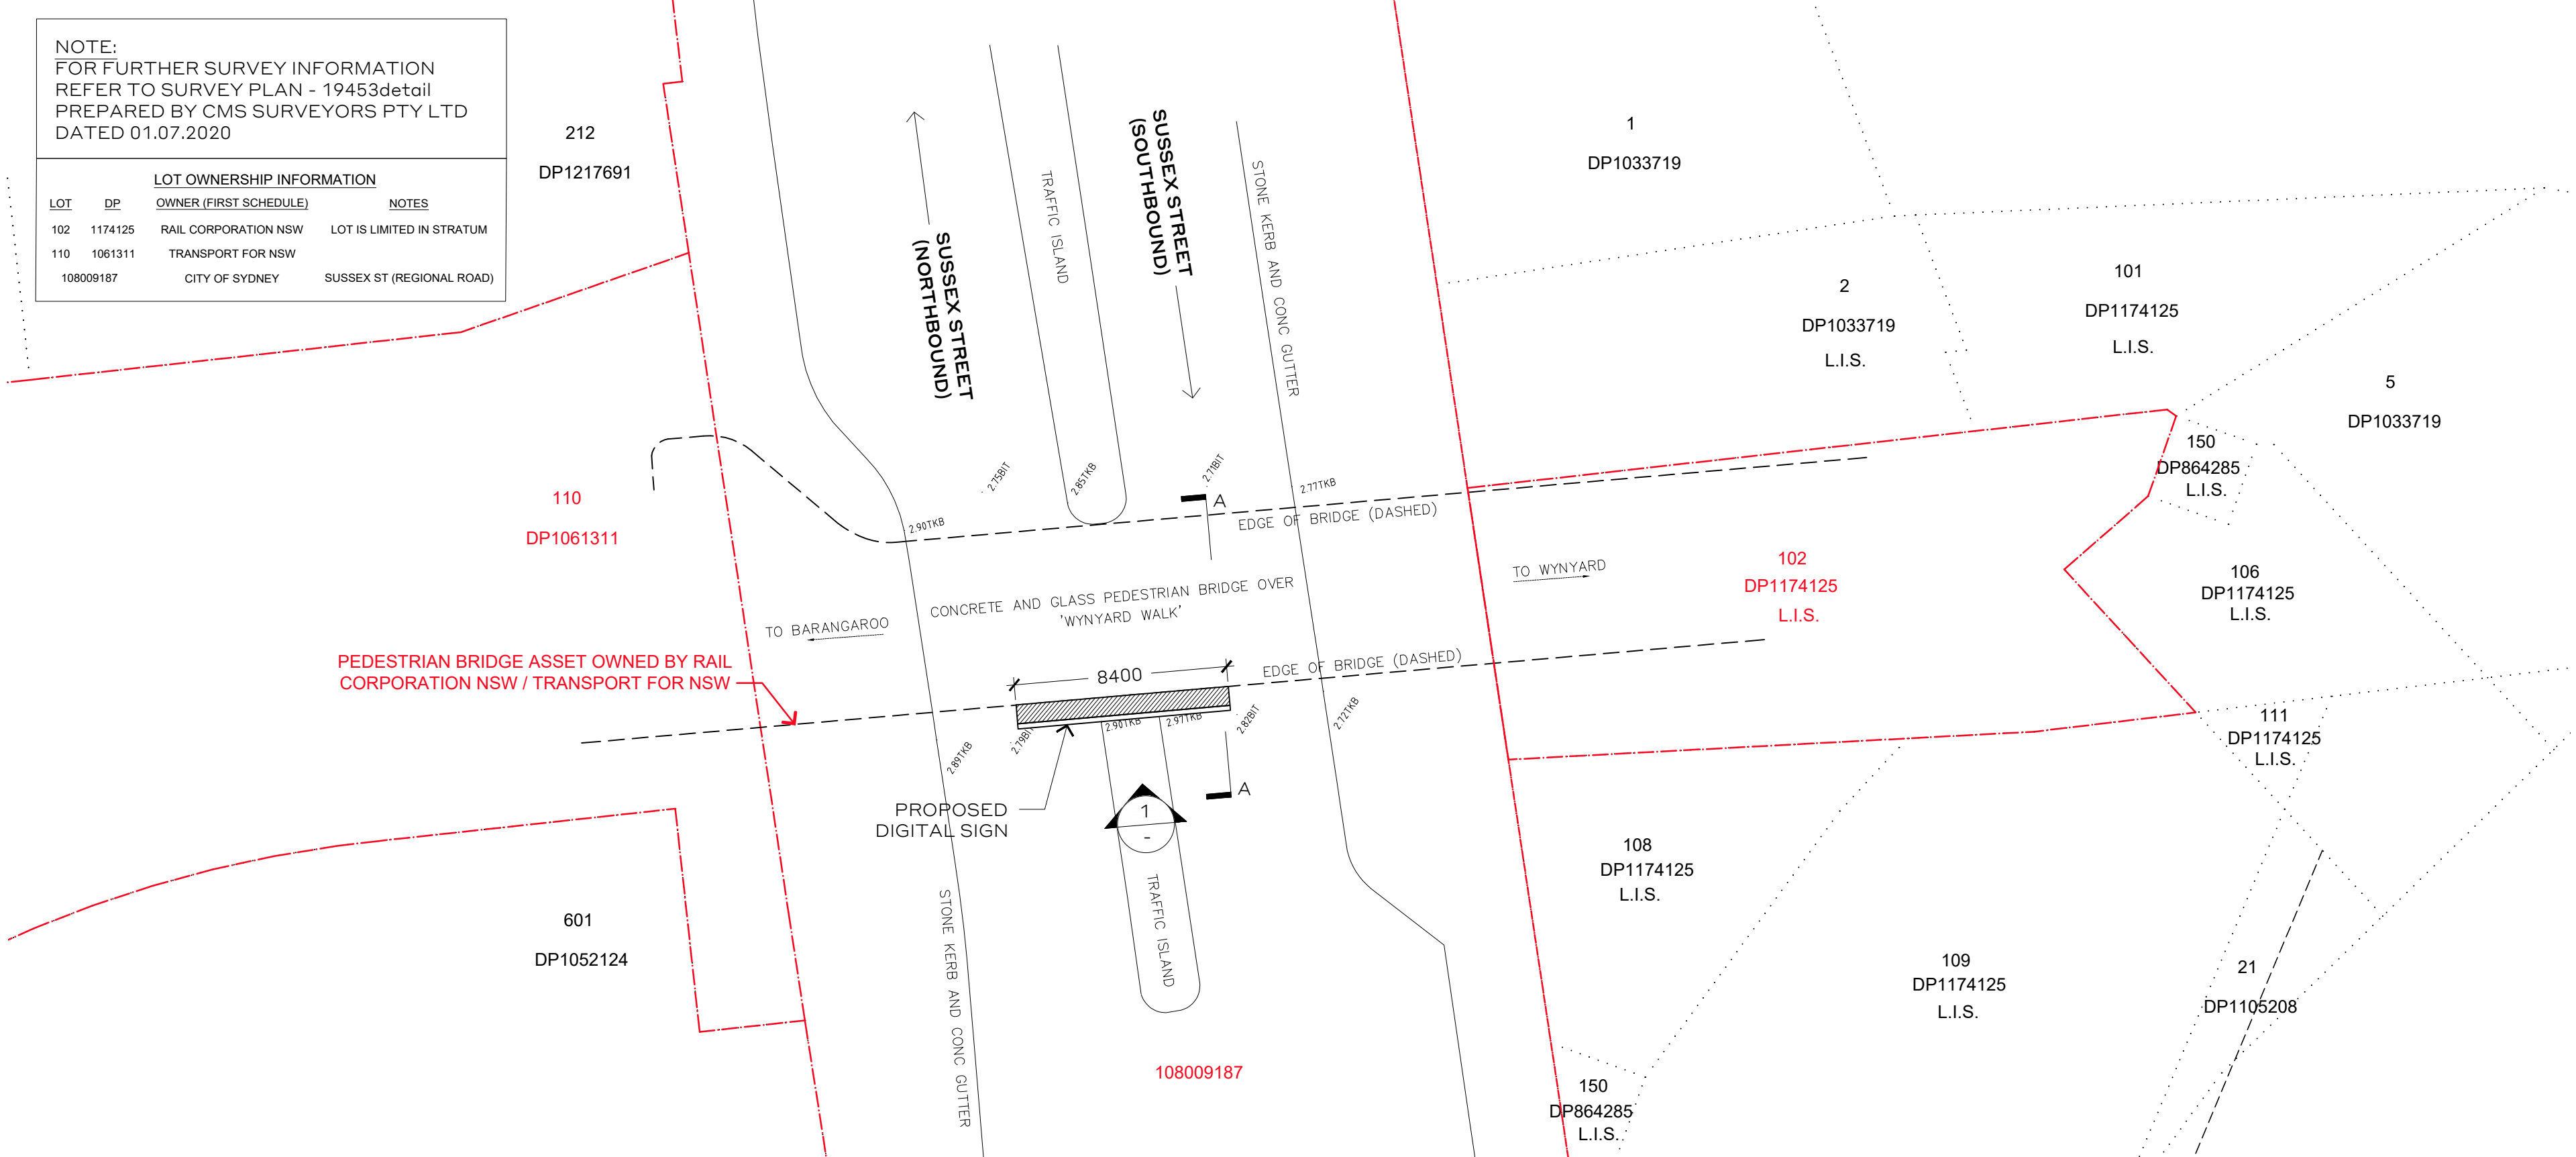 NOTE:
FOR FURTHER SURVEY INFORMATION
REFER TO SURVEY PLAN - 19453detail
PREPARED BY CMS SURVEYORS PTY LTD
DATED 01.07.2020
LOT OWNERSHIP INFORMATION
LOT DP OWNER (FIRST SCHEDULE) NOTES
102 1174125 RAIL CORPORATION NSW LOT IS LIMITED IN STRATUM
110 1061311 TRANSPORT FOR NSW
108009187 CITY OF SYDNEY SUSSEX ST (REGIONAL ROAD)
212
DP1217691
SUSSEX STREET
(NORTHBOUND)
TRAFFIC ISLAND
SUSSEX STREET
(SOUTHBOUND)
STONE KERB AND CONC GUTTER
1
DP1033719
2
DP1033719
L.I.S.
101
DP1174125
L.I.S.
5
DP1033719
150
DP864285
L.I.S.
110
DP1061311
2.90TKB
2.75BIT
2.85TKB
2.71BIT
A
2.77TKB
EDGE OF BRIDGE (DASHED)
TO WYNYARD
102
DP1174125
L.I.S.
106
DP1174125
L.I.S.
CONCRETE AND GLASS PEDESTRIAN BRIDGE OVER
'WYNYARD WALK'
TO BARANGAROO
PEDESTRIAN BRIDGE ASSET OWNED BY RAIL
CORPORATION NSW / TRANSPORT FOR NSW
8400
EDGE OF BRIDGE (DASHED)
2.89TKB
2.79BIT
2.90TKB
2.97TKB
2.82BIT
2.72TKB
111
DP1174125
L.I.S.
PROPOSED
DIGITAL SIGN
1
-
A
108
DP1174125
L.I.S.
601
DP1052124
STONE KERB AND CONC GUTTER
TRAFFIC ISLAND
109
DP1174125
L.I.S.
21
DP1105208
108009187
150
DP864285
L.I.S.